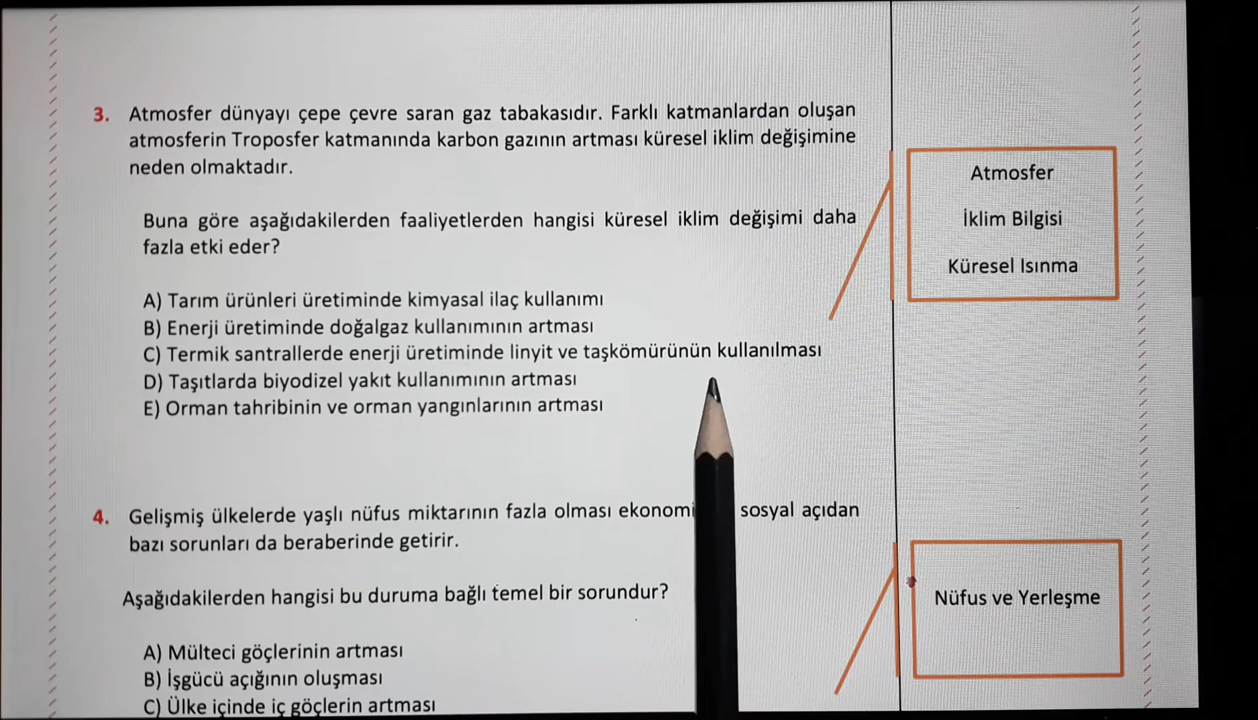 3. Atmosfer dünyayı çepe çevre saran gaz tabakasıdır. Farklı katmanlardan oluşan
atmosferin Troposfer katmanında karbon gazının artması küresel iklim değişimine
neden olmaktadır.
Buna göre aşağıdakilerden faaliyetlerden hangisi küresel iklim değişimi daha
fazla etki eder?
A) Tarım ürünleri üretiminde kimyasal ilaç kullanımı
B) Enerji üretiminde doğalgaz kullanımının artması
C) Termik santrallerde enerji üretiminde linyit ve taşkömürünün kullanılması
D) Taşıtlarda biyodizel yakıt kullanımının artması
E) Orman tahribinin ve orman yangınlarının artması
Atmosfer
İklim Bilgisi
Küresel Isınma
4. Gelişmiş ülkelerde yaşlı nüfus miktarının fazla olması sosyal açıdan
bazı sorunları da beraberinde getirir.
Aşağıdakilerden hangisi bu duruma bağlı temel bir sorundur?
A) Mülteci göçlerinin artması
B) İşgücü açığının oluşması
C) Ülke içinde iç göçlerin artması
Nüfus ve Yerleşme